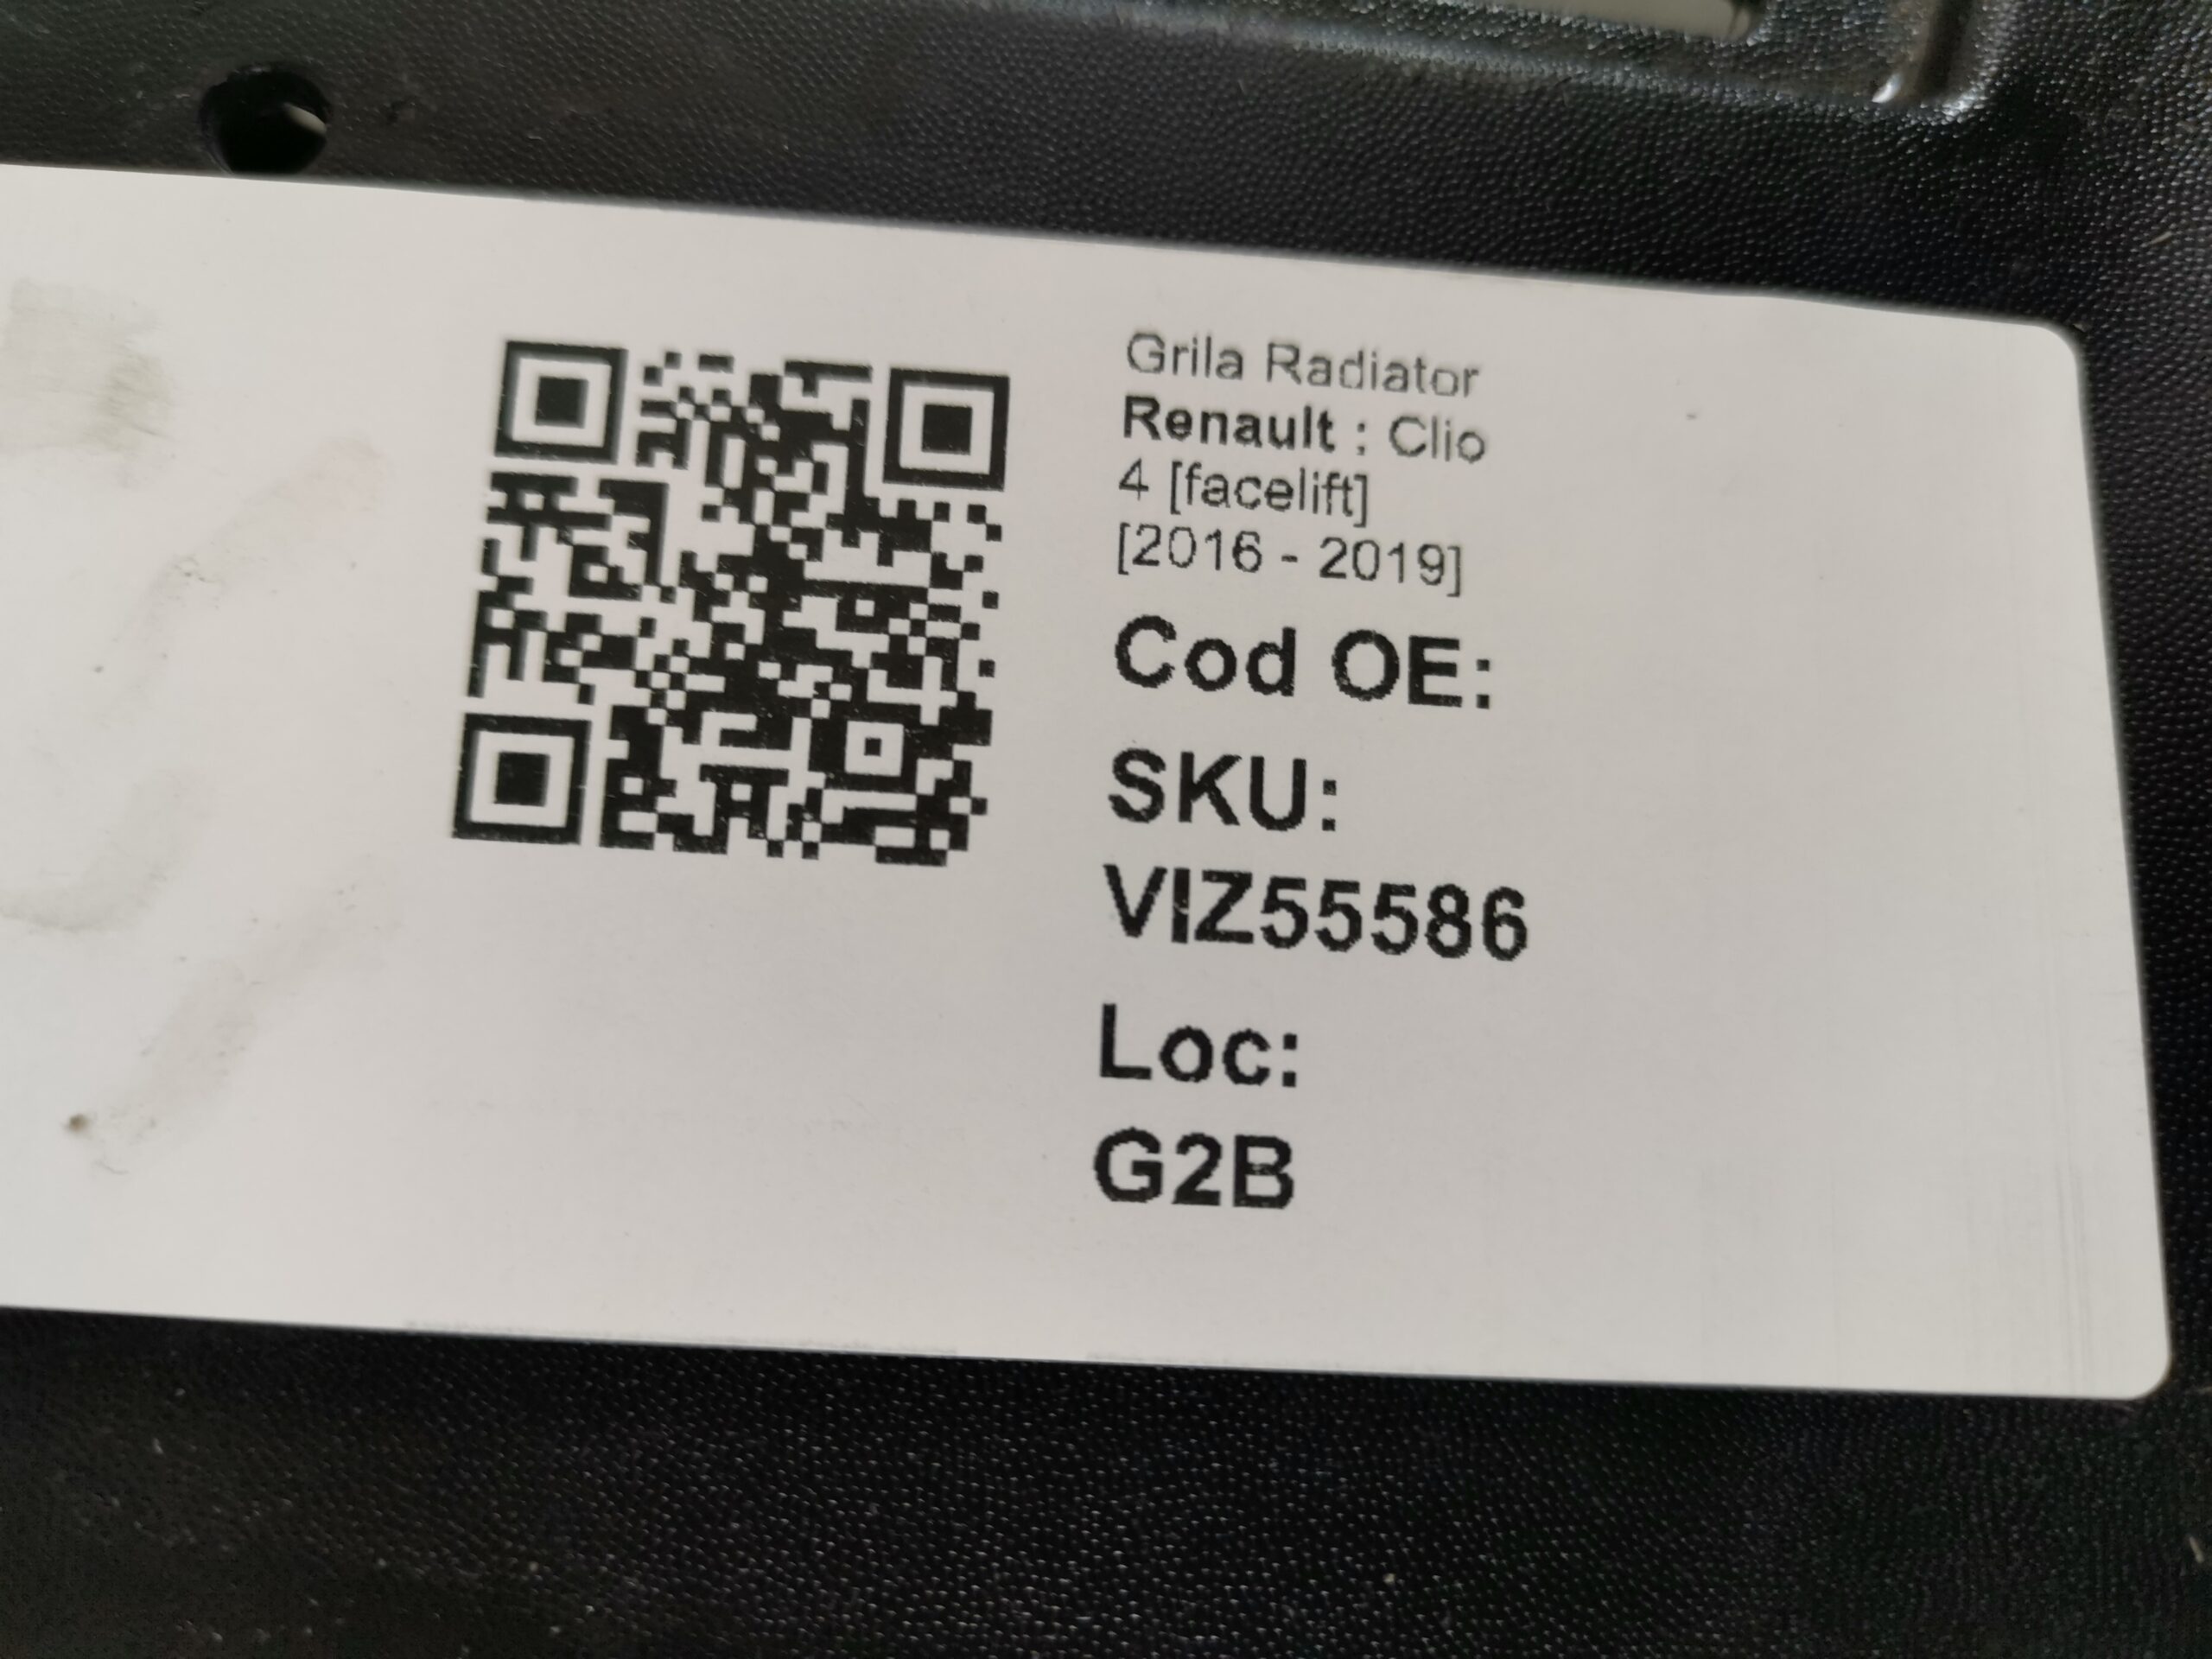 Grila Radiator
Renault : Clio
4 [facelift]
[2016 - 2019]
Cod OE:
SKU:
VIZ55586
Loc:
G2B